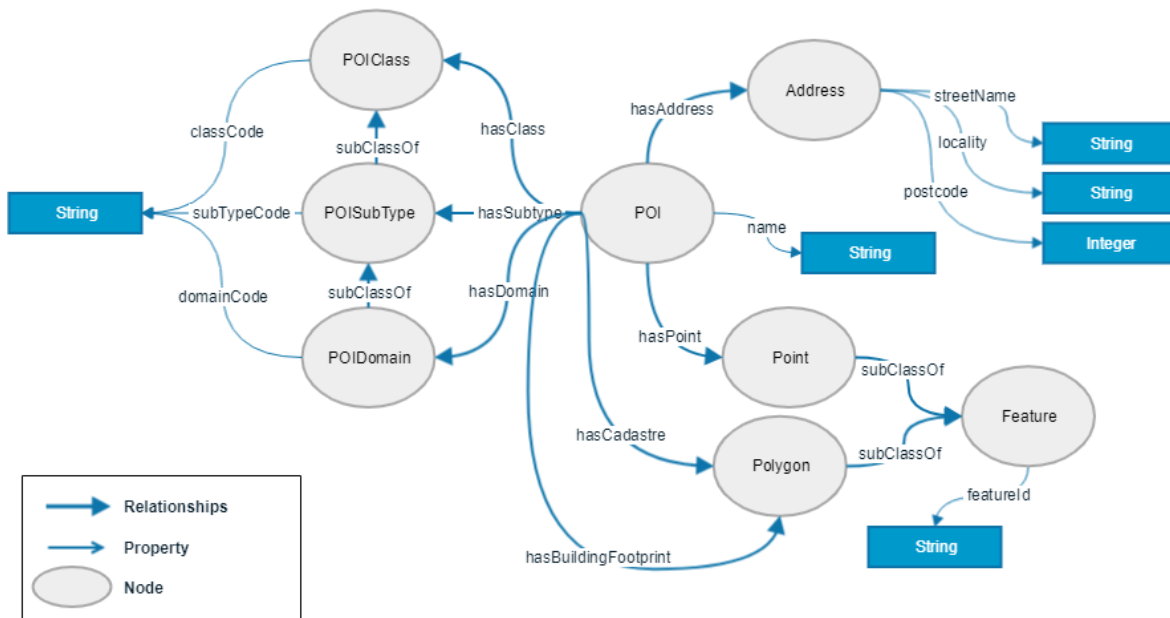 POIClass
classCode
hasClass
subClassOf
String
subTypeCode
POISubType
hasSubtype
POI
hasAddress
Address
streetName
String
locality
String
postcode
Integer
name
String
domainCode
subClassOf
hasDomain
POIDomain
hasPoint
Point
subClassOf
Feature
hasCadastre
Polygon
subClassOf
featureId
String
hasBuildingFootprint
Relationships
Property
Node